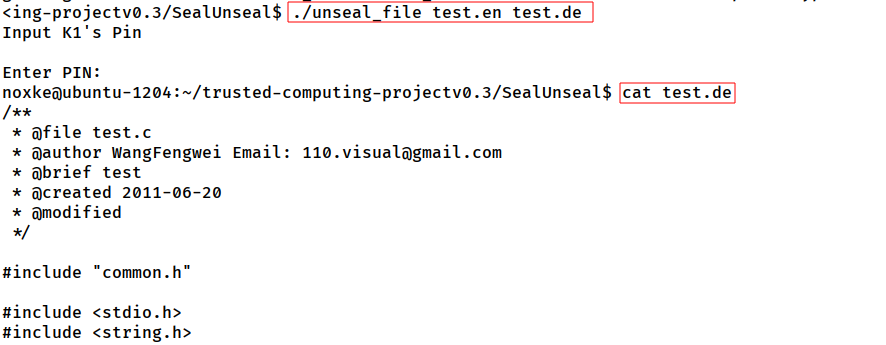 <ing-projectv0.3/SealUnseal$ ./unseal_file test.en test.de
Input K1's Pin
Enter PIN:
noxke@ubuntu-1204:~/trusted-computing-projectv0.3/SealUnseal$ cat test.de
/**
 * @file test.c
 * @author WangFengwei Email: 110.visual@gmail.com
 * @brief test
 * @created 2011-06-20
 * @modified
 */
#include "common.h"
#include <stdio.h>
#include <string.h>